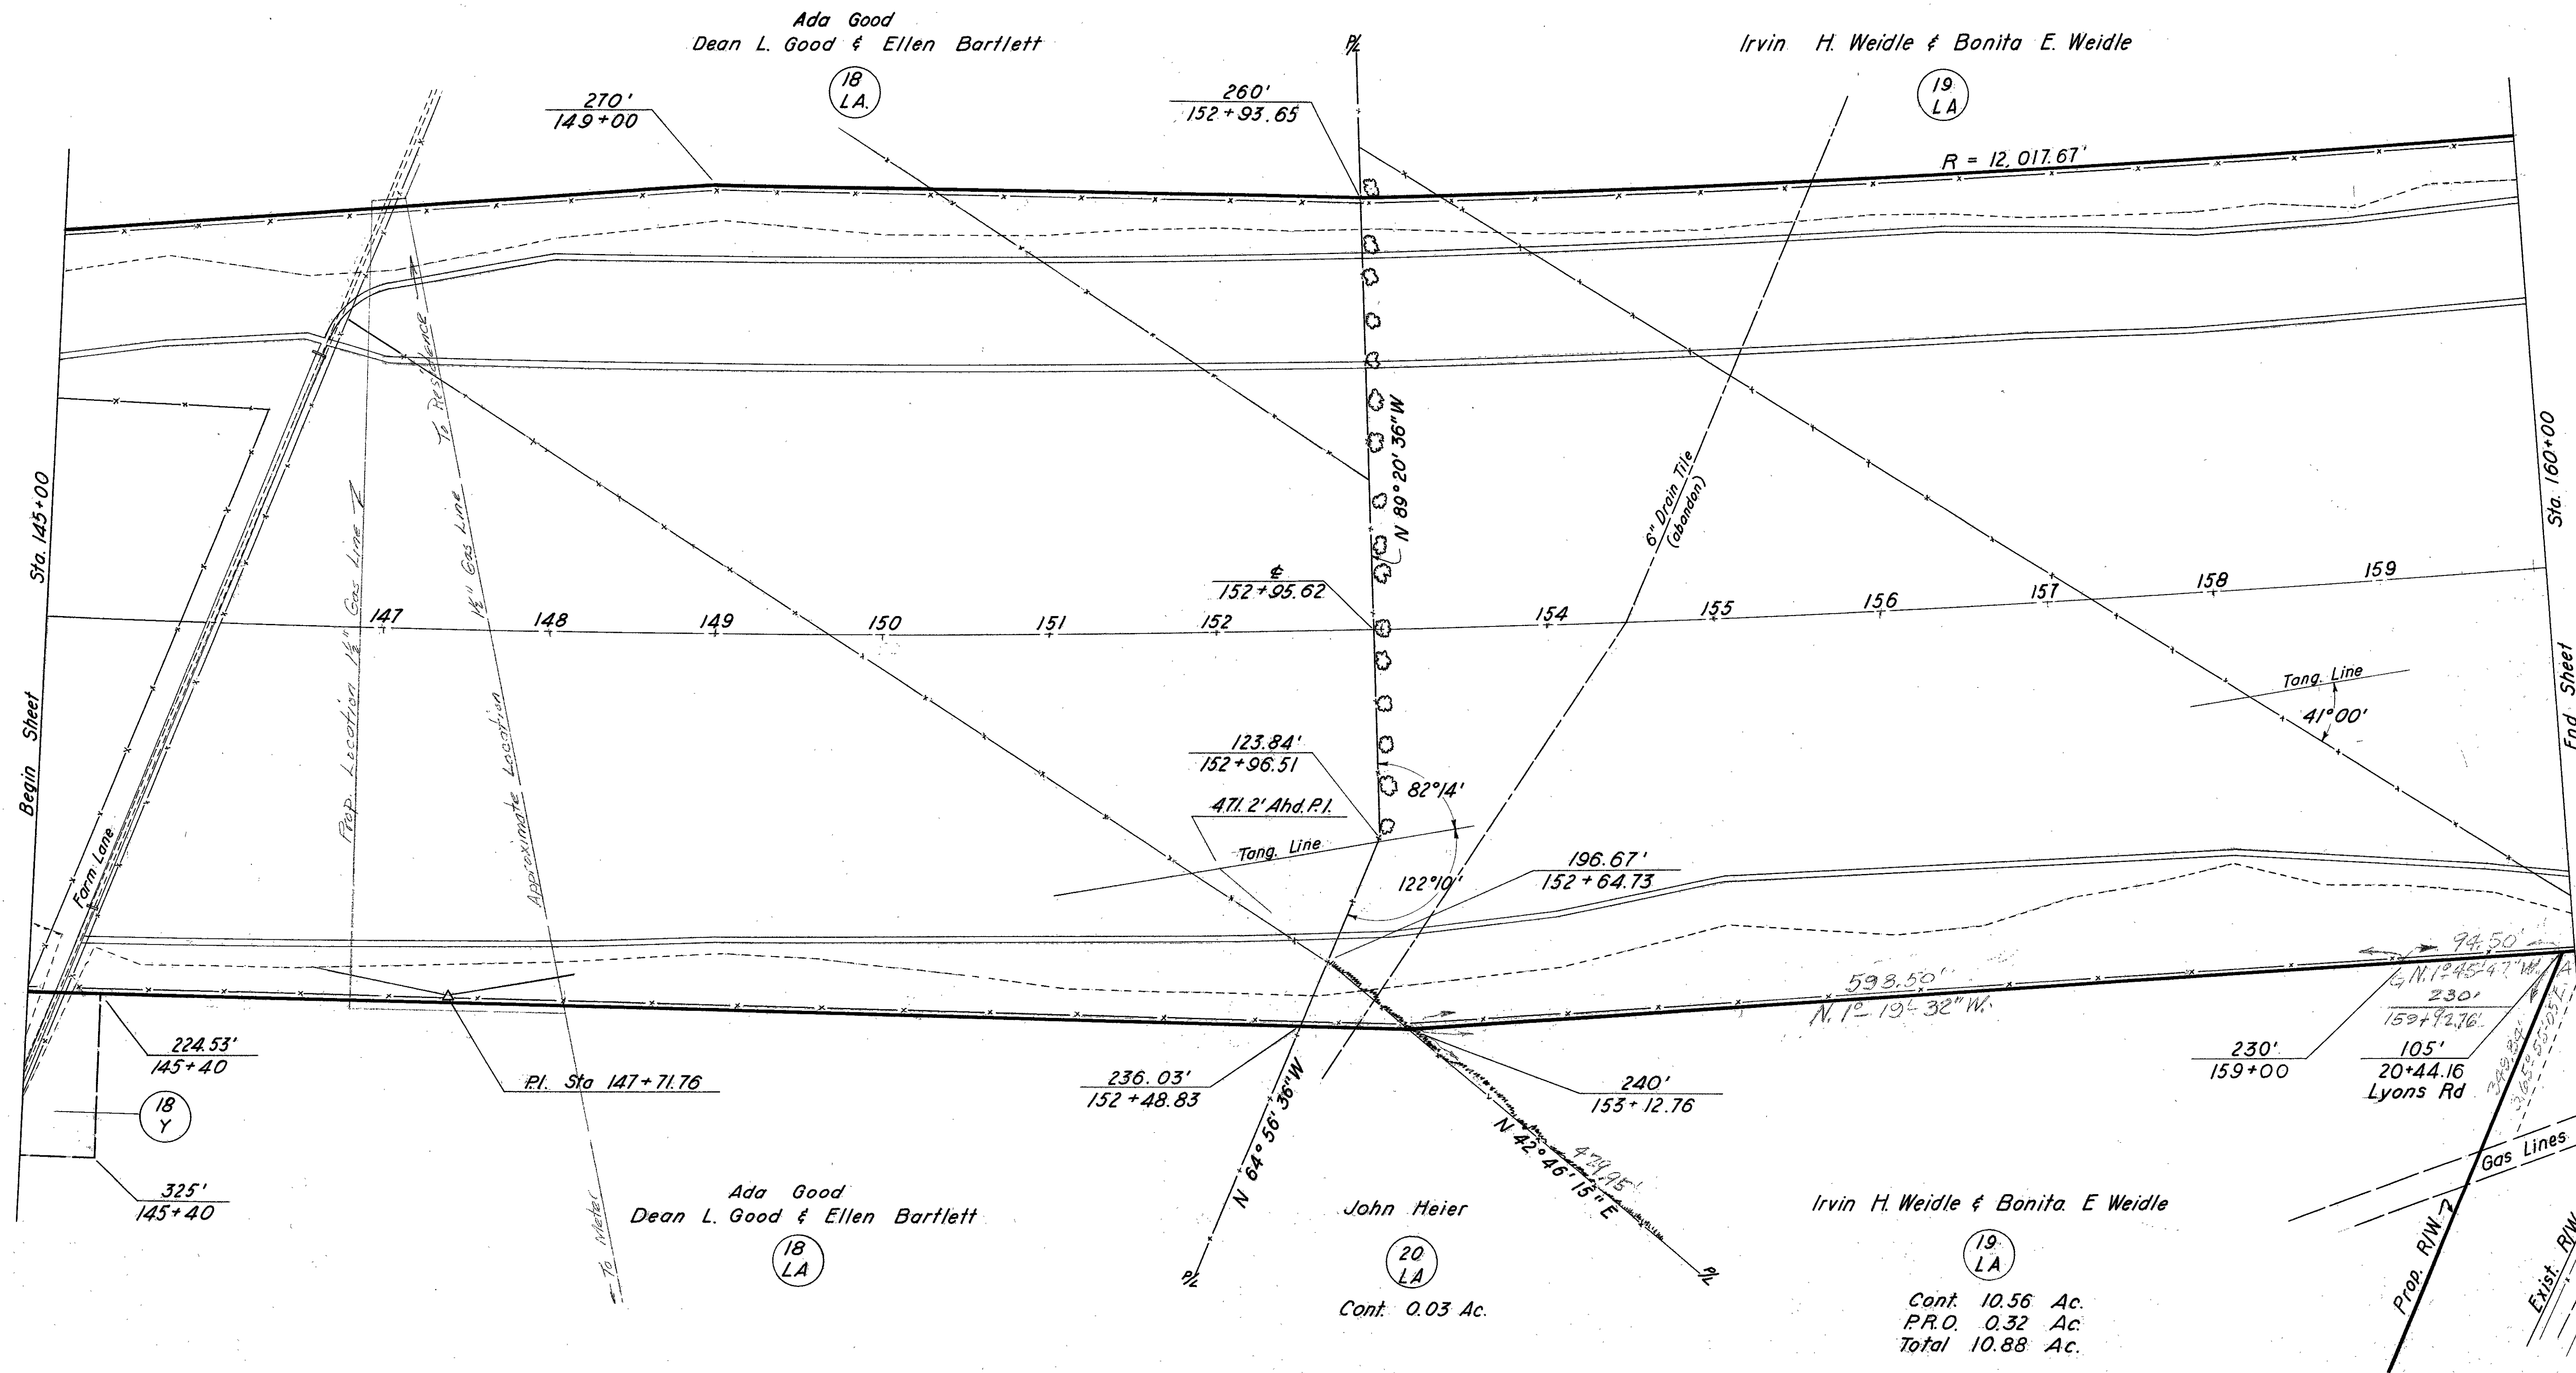 Ada Good
Dean L. Good & Ellen Bartlett
18
LA.
P/L
Irvin H. Weidle & Bonita E. Weidle
19
LA
270'
149+00
260'
152+93.65
R = 12,017.67'
To Residence
N 89° 20' 36" W
6" Drain Tile
(abandon)
Sta. 145+00
Begin Sheet
Sta. 160+00
End Sheet
Prop. Location 1½" Gas Line
1½" Gas Line
Approximate Location
℄
152+95.62
147
148
149
150
151
152
154
155
156
157
158
159
Tang. Line
41°00'
123.84'
152+96.51
82°14'
471.2' Ahd. P.I.
Tang. Line
122°10'
196.67'
152+64.73
Farm Lane
94.50'
N. 1° 45' 47" W.
598.50'
N. 1° 19' 32" W.
230'
159+92.76
224.53'
145+40
P.I. Sta 147+71.76
236.03'
152+48.83
240'
153+12.76
230'
159+00
105'
20+44.16
Lyons Rd
18
Y
325'
145+40
N 64° 56' 36" W
N 42° 46' 15" E
479.95'
Gas Lines
Prop. R/W
Exist. R/W
To Meter
Ada Good
Dean L. Good & Ellen Bartlett
18
LA
P/L
John Heier
20
LA
Cont. 0.03 Ac.
P/L
Irvin H. Weidle & Bonita E Weidle
19
LA
Cont. 10.56 Ac.
P.R.O. 0.32 Ac.
Total 10.88 Ac.